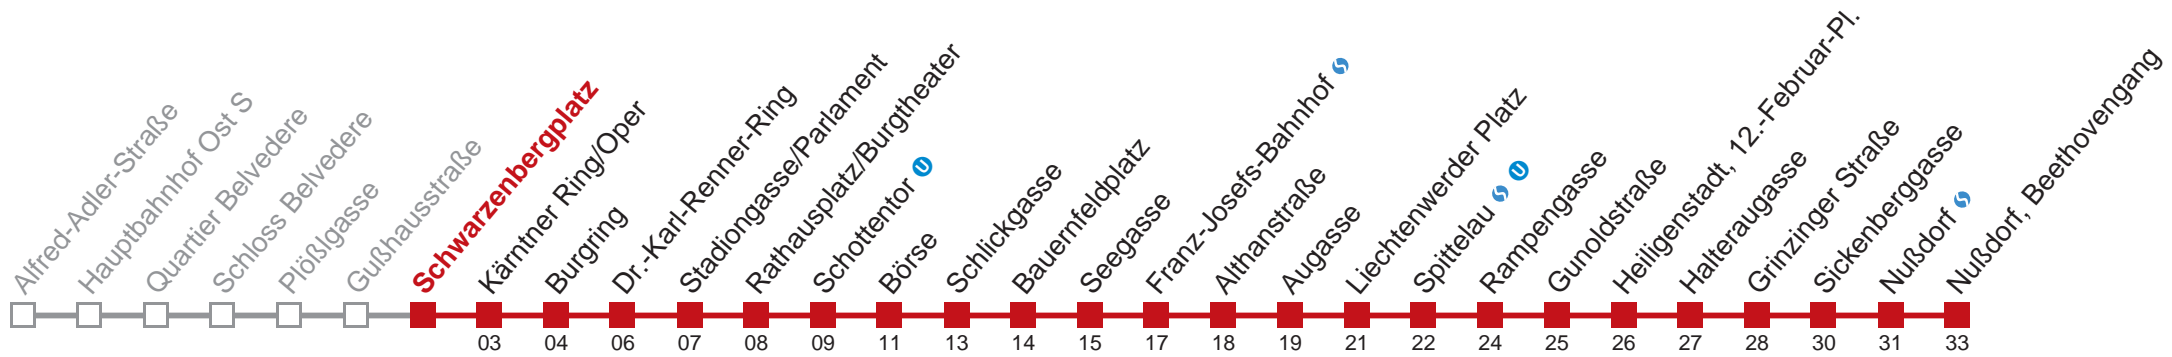 Alfred-Adler-Straße
Hauptbahnhof Ost S
Quartier Belvedere
Schloss Belvedere
Plößlgasse
Gußhausstraße
Schwarzenbergplatz
Kärntner Ring/Oper
Burgring
Dr.-Karl-Renner-Ring
Stadiongasse/Parlament
Rathausplatz/Burgtheater
Schottentor U
Börse
Schlickgasse
Bauernfeldplatz
Seegasse
Franz-Josefs-Bahnhof S
Althanstraße
Augasse
Liechtenwerder Platz
Spittelau S U
Rampengasse
Gunoldstraße
Heiligenstadt, 12.-Februar-Pl.
Halteraugasse
Grinzinger Straße
Sickenberggasse
Nußdorf S
Nußdorf, Beethovengang
03 04 06 07 08 09 11 13 14 15 17 18 19 21 22 24 25 26 27 28 30 31 33